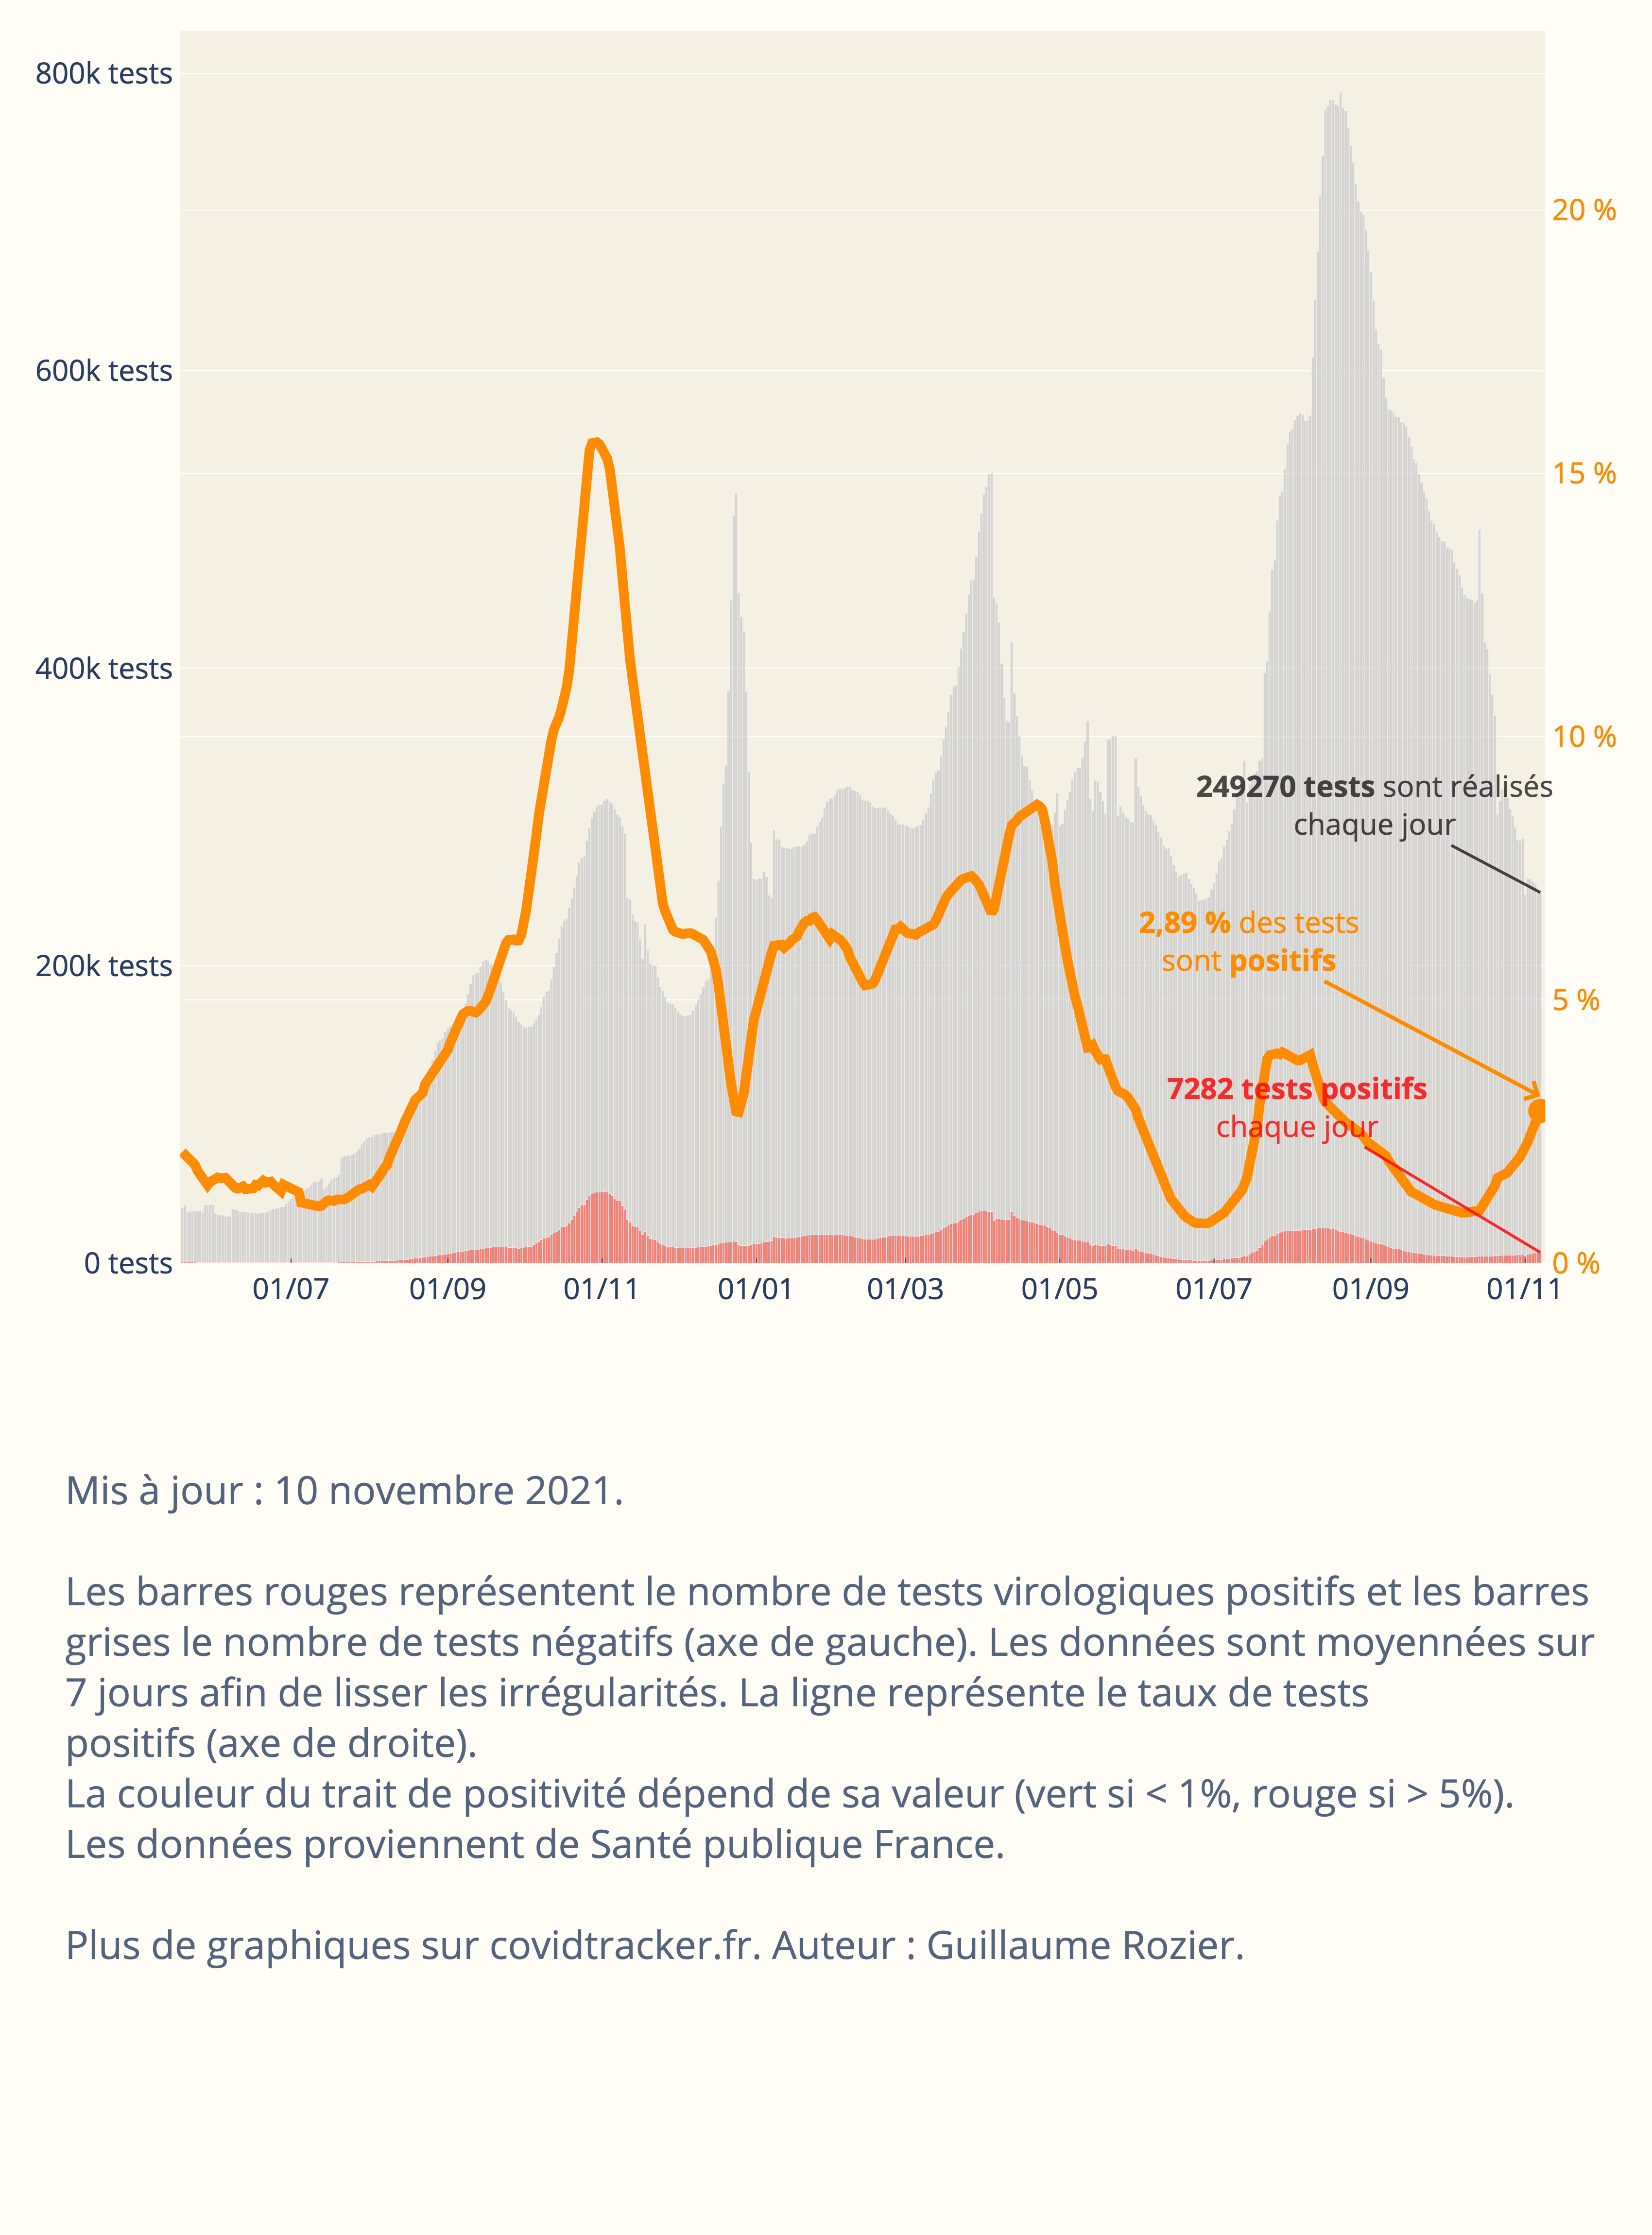 800k tests
600k tests
400k tests
200k tests
0 tests
20 %
15 %
10 %
5 %
0 %
249270 tests sont réalisés
chaque jour
2,89 % des tests
sont positifs
7282 tests positifs
chaque jour
01/07 01/09 01/11 01/01 01/03 01/05 01/07 01/09 01/11
Mis à jour : 10 novembre 2021.
Les barres rouges représentent le nombre de tests virologiques positifs et les barres
grises le nombre de tests négatifs (axe de gauche). Les données sont moyennées sur
7 jours afin de lisser les irrégularités. La ligne représente le taux de tests
positifs (axe de droite).
La couleur du trait de positivité dépend de sa valeur (vert si < 1%, rouge si > 5%).
Les données proviennent de Santé publique France.
Plus de graphiques sur covidtracker.fr. Auteur : Guillaume Rozier.